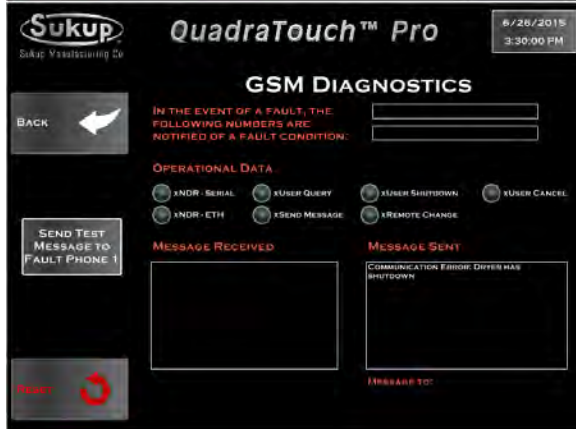 Sukup
Sukup Manufacturing Co
QuadraTouch™ Pro
6/26/2015
3:30:00 PM
GSM Diagnostics
Back
In the event of a fault, the
following numbers are
notified of a fault condition:
Operational Data
xNDR - Serial
xUser Query
xUser Shutdown
xUser Cancel
xNDR - ETH
xSend Message
xRemote Change
Send Test
Message to
Fault Phone 1
Message Received
Message Sent
Communication Error: Dryer has
shutdown
Reset
Message to: